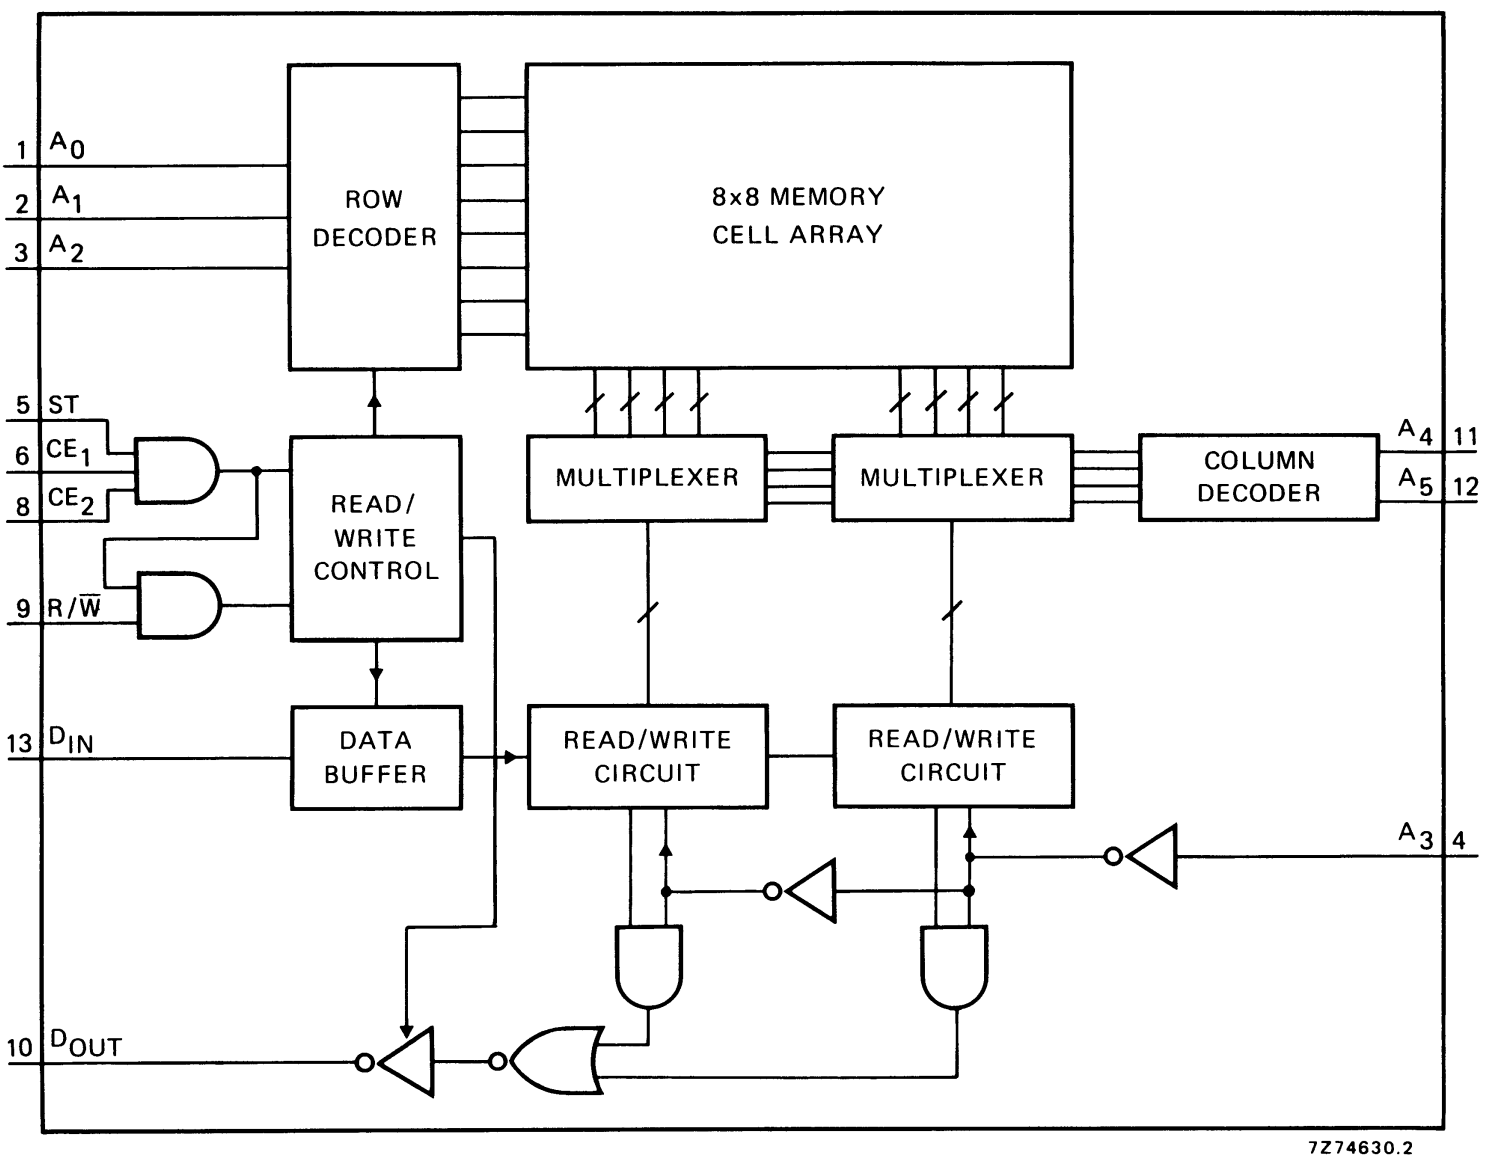 1 A0
2 A1
3 A2
ROW
DECODER
8x8 MEMORY
CELL ARRAY
5 ST
6 CE1
8 CE2
9 R/W̅
READ/
WRITE
CONTROL
MULTIPLEXER
MULTIPLEXER
COLUMN
DECODER
A4 11
A5 12
13 DIN
DATA
BUFFER
READ/WRITE
CIRCUIT
READ/WRITE
CIRCUIT
A3 4
10 DOUT
7Z74630.2